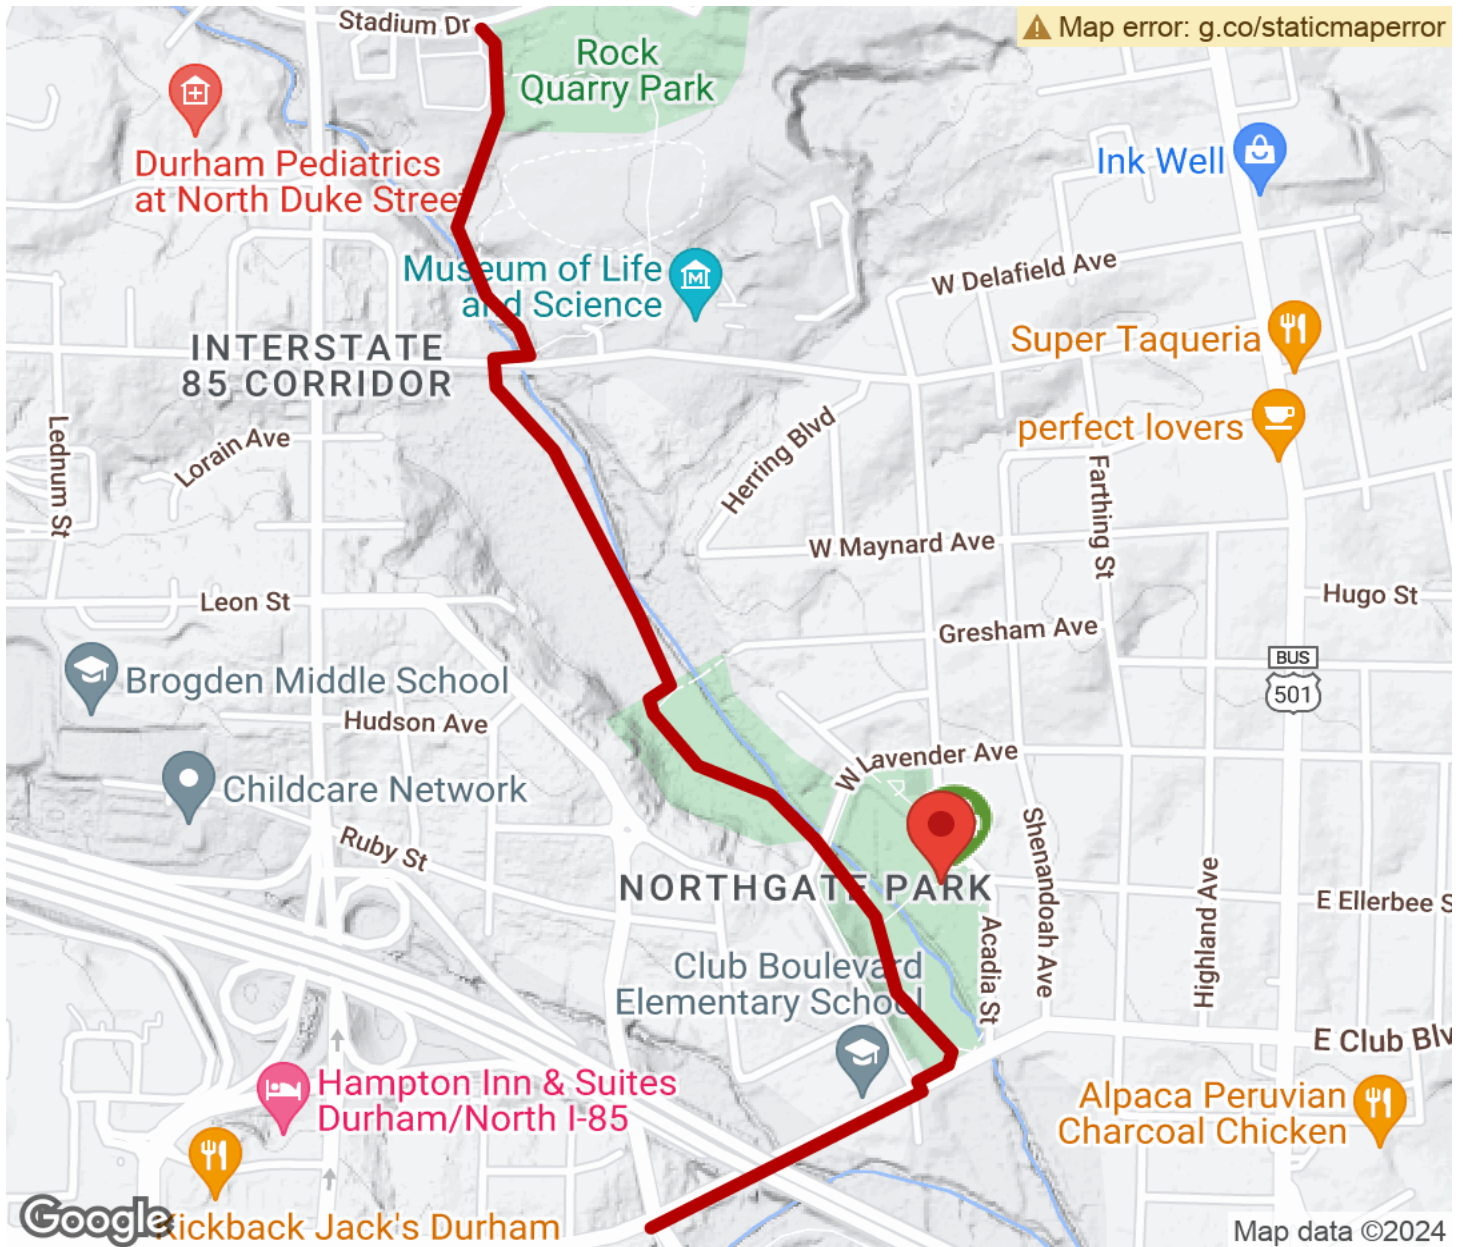 Stadium Dr
Map error: g.co/staticmaperror
Rock
Quarry Park
Durham Pediatrics
at North Duke Street
Ink Well
Museum of Life
and Science
M
W Delafield Ave
Super Taqueria
INTERSTATE
85 CORRIDOR
perfect lovers
Lednum St
Lorain Ave
Herring Blvd
Farthing St
W Maynard Ave
Leon St
Hugo St
Gresham Ave
BUS
501
Brogden Middle School
Hudson Ave
W Lavender Ave
Childcare Network
Ruby St
Shenandoah Ave
NORTHGATE PARK
Highland Ave
E Ellerbee S
Acadia St
Club Boulevard
Elementary School
E Club Blv
Hampton Inn & Suites
Durham/North I-85
Alpaca Peruvian
Charcoal Chicken
Google
Kickback Jack's Durham
Map data ©2024